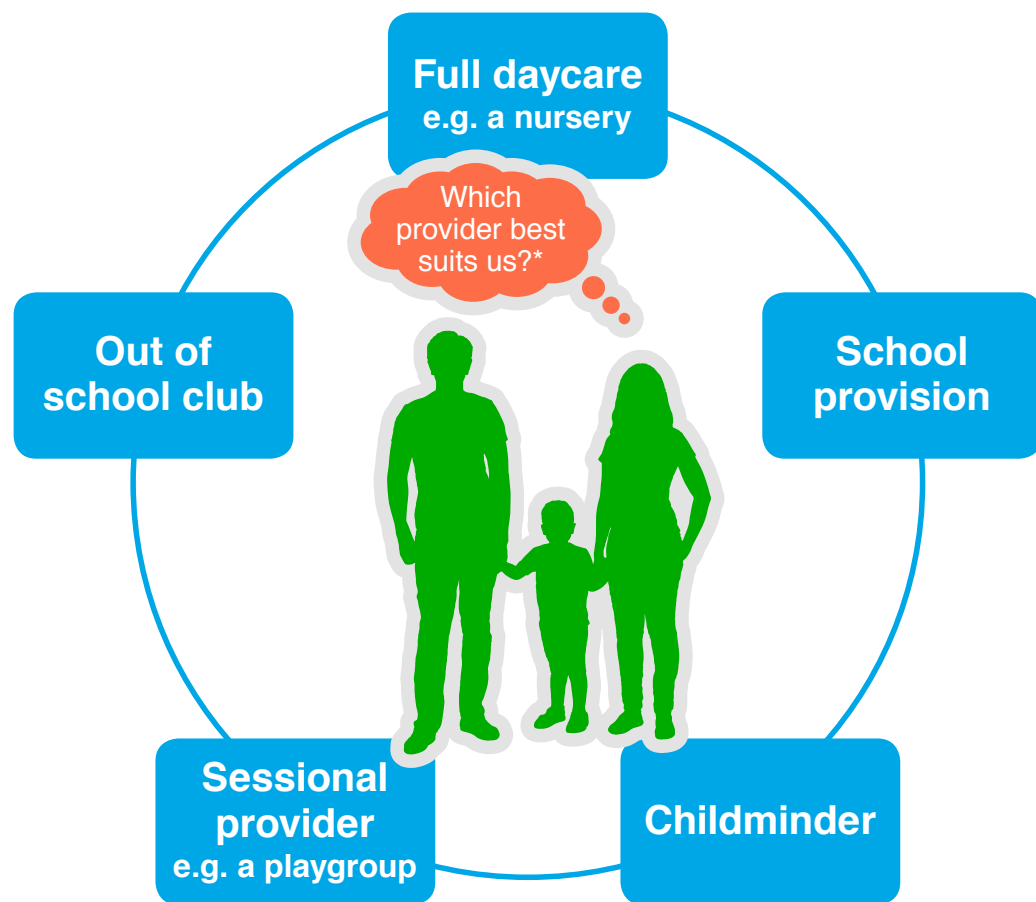 Full daycare
e.g. a nursery
Which
provider best
suits us?*
Out of
school club
School
provision
Sessional
provider
e.g. a playgroup
Childminder